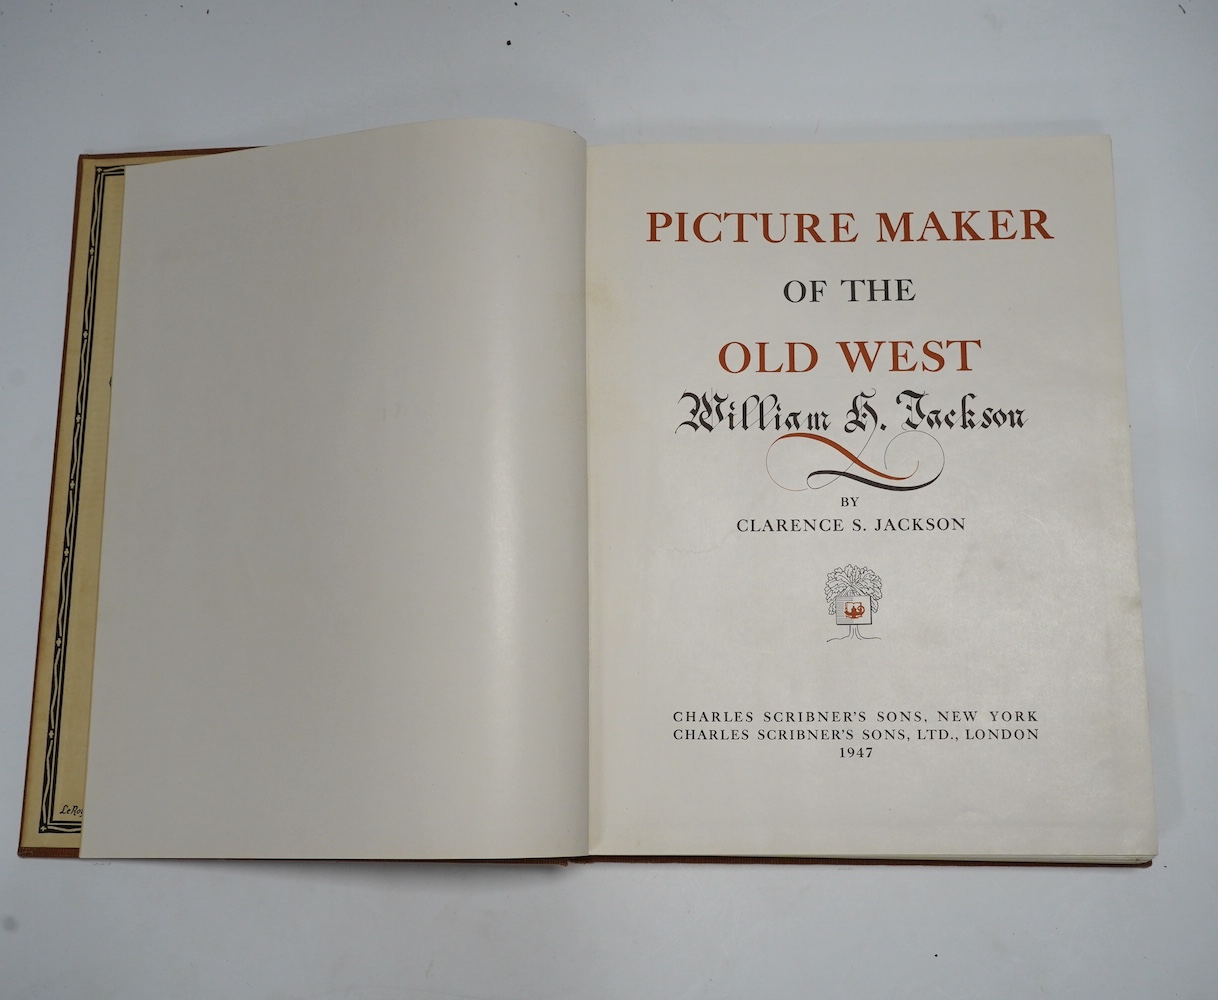 PICTURE MAKER
OF THE
OLD WEST
William H. Jackson
BY
CLARENCE S. JACKSON
CHARLES SCRIBNER'S SONS, NEW YORK
CHARLES SCRIBNER'S SONS, LTD., LONDON
1947